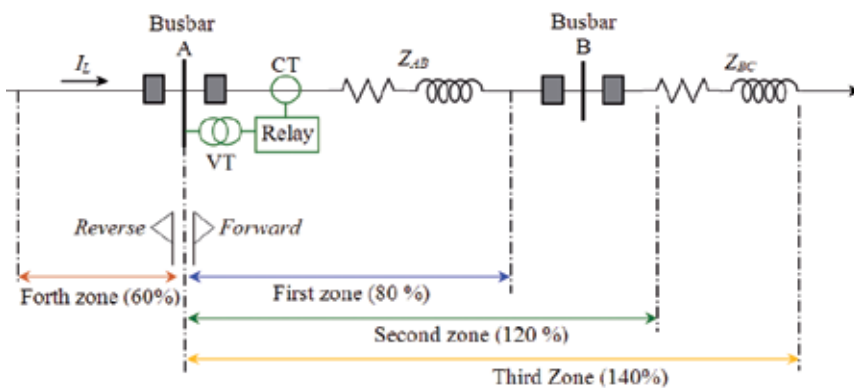 Busbar
A
Busbar
B
I_L
CT
Z_AB
Z_BC
Relay
VT
Reverse
Forward
Forth zone (60%)
First zone (80 %)
Second zone (120 %)
Third Zone (140%)